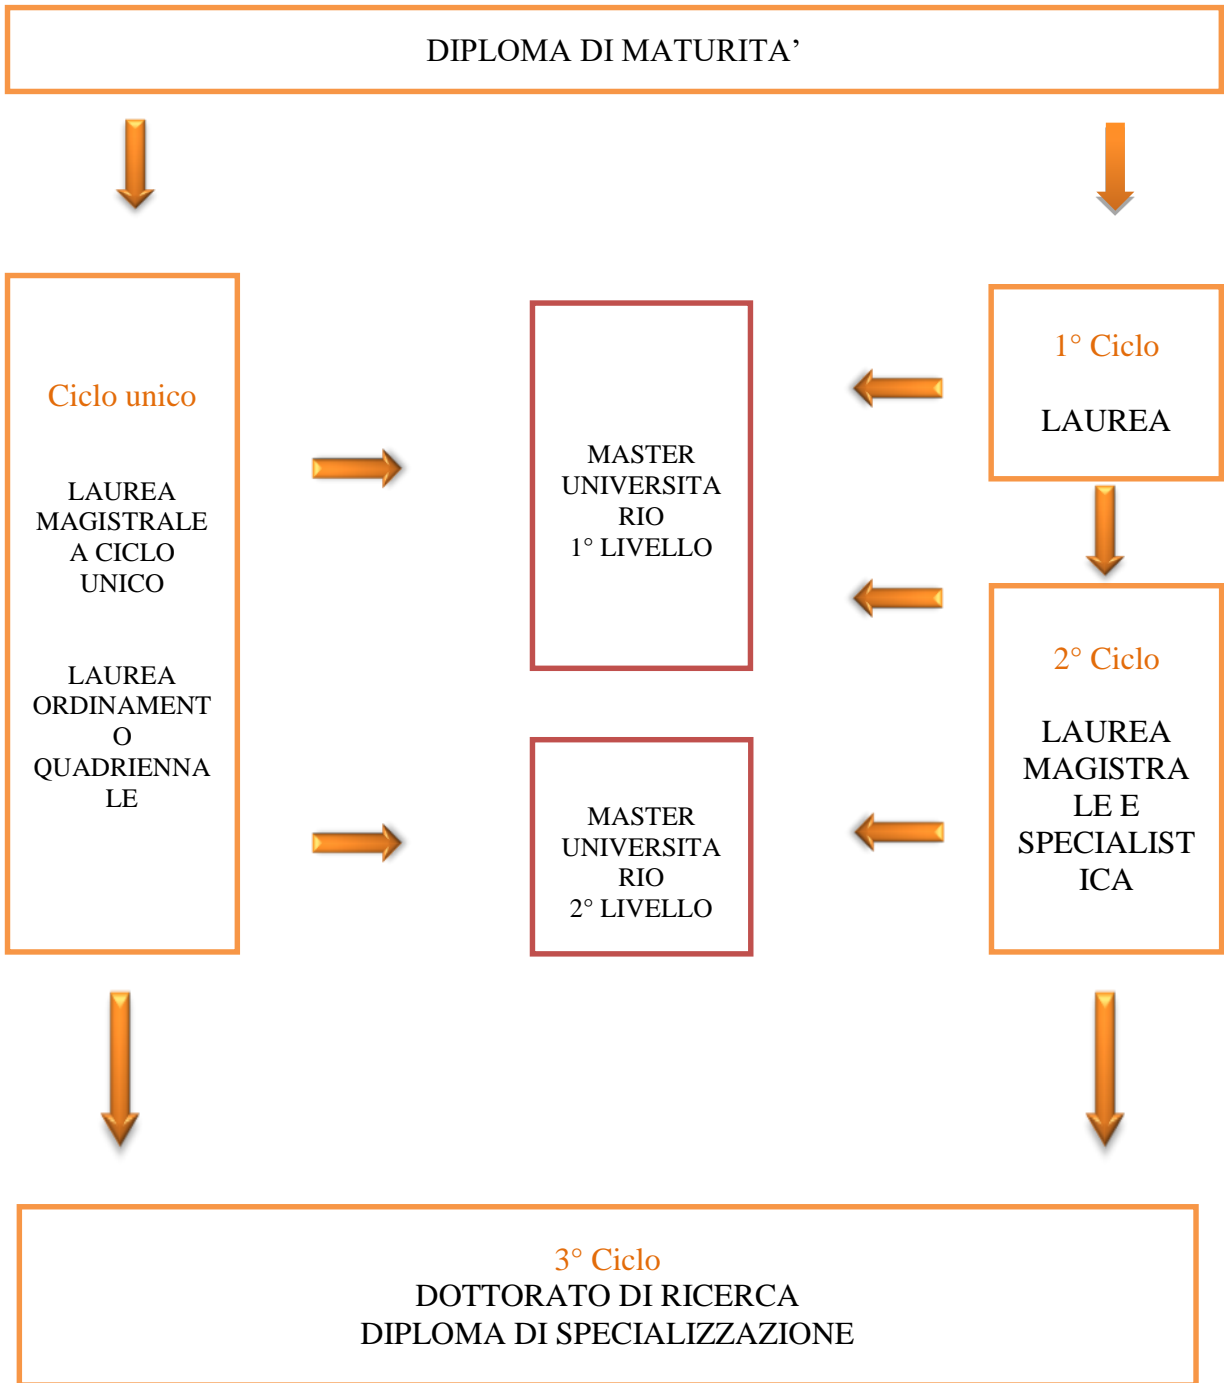 DIPLOMA DI MATURITA’
Ciclo unico
LAUREA
MAGISTRALE
A CICLO
UNICO
LAUREA
ORDINAMENT
O
QUADRIENNA
LE
MASTER
UNIVERSITA
RIO
1° LIVELLO
MASTER
UNIVERSITA
RIO
2° LIVELLO
1° Ciclo
LAUREA
2° Ciclo
LAUREA
MAGISTRA
LE E
SPECIALIST
ICA
3° Ciclo
DOTTORATO DI RICERCA
DIPLOMA DI SPECIALIZZAZIONE